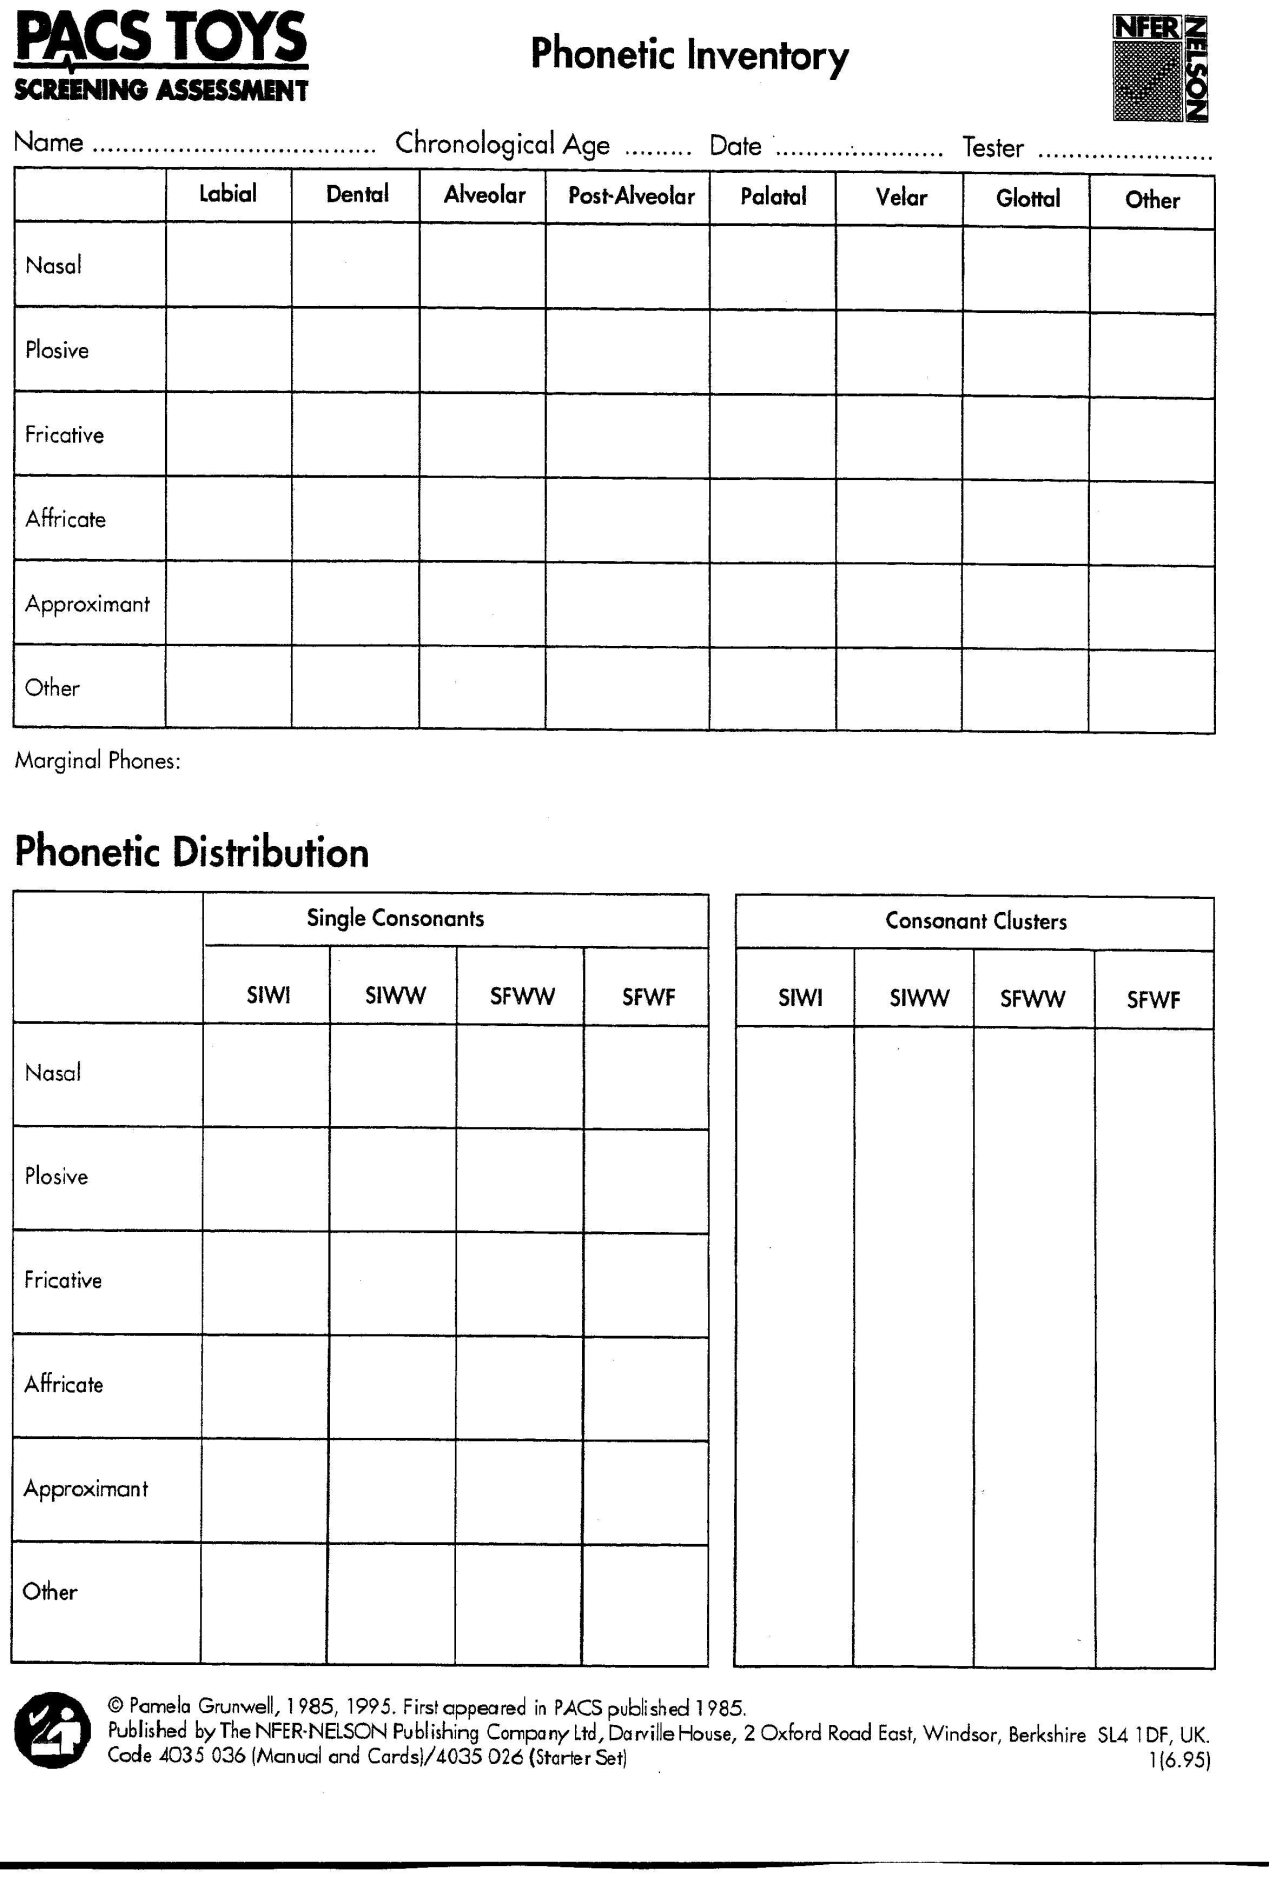 PACS TOYS
SCREENING ASSESSMENT
Phonetic Inventory
NFER NELSON
Name .................................... Chronological Age ......... Date ...................... Tester .......................
Labial Dental Alveolar Post-Alveolar Palatal Velar Glottal Other
Nasal
Plosive
Fricative
Affricate
Approximant
Other
Marginal Phones:
Phonetic Distribution
Single Consonants Consonant Clusters
SIWI SIWW SFWW SFWF SIWI SIWW SFWW SFWF
Nasal
Plosive
Fricative
Affricate
Approximant
Other
© Pamela Grunwell, 1985, 1995. First appeared in PACS published 1985.
Published by The NFER-NELSON Publishing Company Ltd, Darville House, 2 Oxford Road East, Windsor, Berkshire SL4 1DF, UK.
Code 4035 036 (Manual and Cards)/4035 026 (Starter Set)
1(6.95)